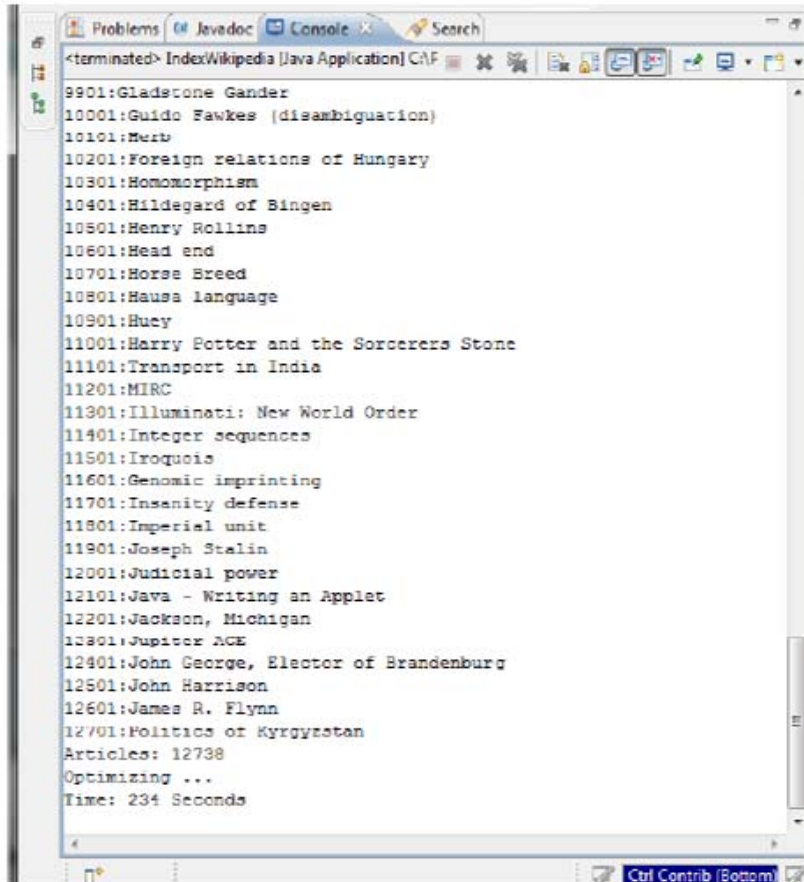 Problems @ Javadoc Console Search
<terminated> IndexWikipedia [Java Application] C:\
9901:Gladstone Gander
10001:Guido Fawkes (disambiguation)
10101:Herb
10201:Foreign relations of Hungary
10301:Homomorphism
10401:Hildegard of Bingen
10501:Henry Rollins
10601:Head end
10701:Horse Breed
10801:Hausa language
10901:Huey
11001:Harry Potter and the Sorcerers Stone
11101:Transport in India
11201:MIRC
11301:Illuminati: New World Order
11401:Integer sequences
11501:Iroquois
11601:Genomic imprinting
11701:Insanity defense
11801:Imperial unit
11901:Joseph Stalin
12001:Judicial power
12101:Java - Writing an Applet
12201:Jackson, Michigan
12301:Jupiter ACE
12401:John George, Elector of Brandenburg
12501:John Harrison
12601:James R. Flynn
12701:Politics of Kyrgyzstan
Articles: 12738
Optimizing ...
Time: 234 Seconds
Ctrl Contrib (Bottom)